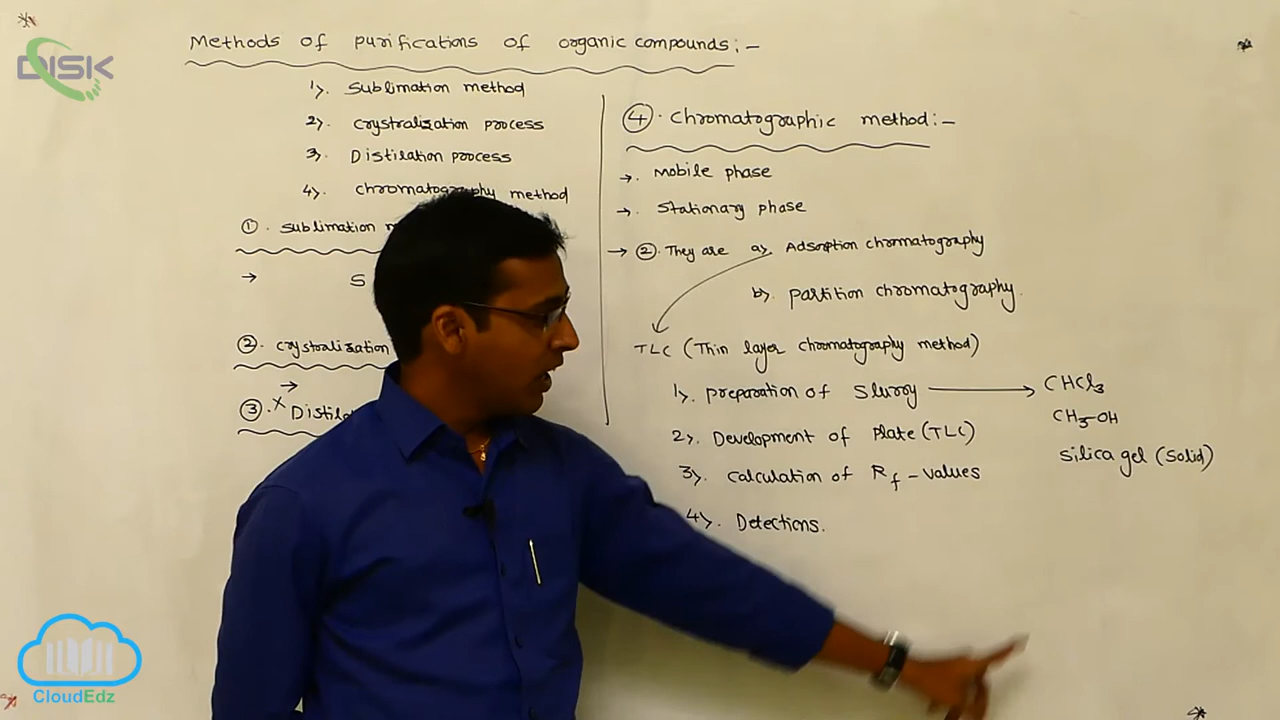 DISK
Methods of purifications of organic compounds:-
1). Sublimation method
2). crystralization process
3). Distilation process
4). chromatography method
①. Sublimation
→ S
②. crystralization
→
③. x Distila
④. chromatographic method:-
→. Mobile phase
→. Stationary phase
→ ②. They are a). Adsorption chromatography
b). partition chromatography.
TLC (Thin layer chromatography method)
1). preparation of Slurry → CHCl3
CH3-OH
Silica gel (Solid)
2). Development of Plate (TLC)
3). calculation of Rf-values
4). Detections.
CloudEdz